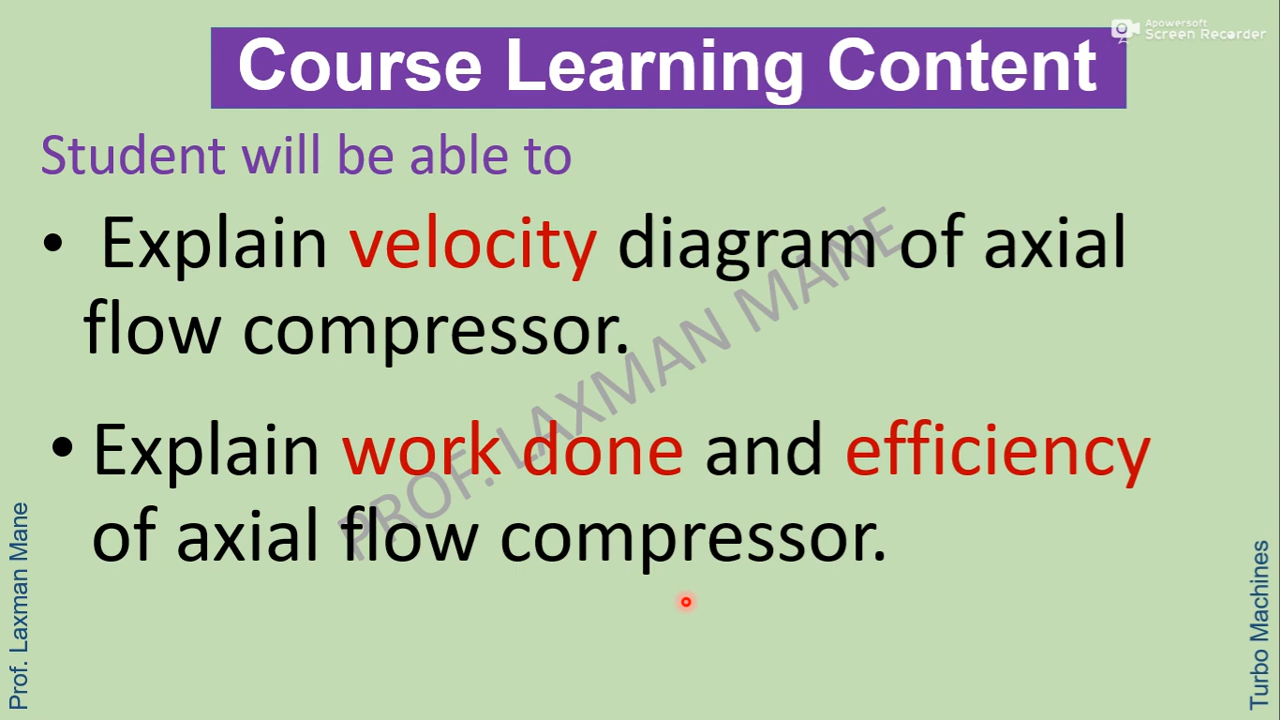 Apowersoft
Screen Recorder
Course Learning Content
Student will be able to
• Explain velocity diagram of axial
flow compressor.
• Explain work done and efficiency
of axial flow compressor.
PROF. LAXMAN MANE
Prof. Laxman Mane
Turbo Machines